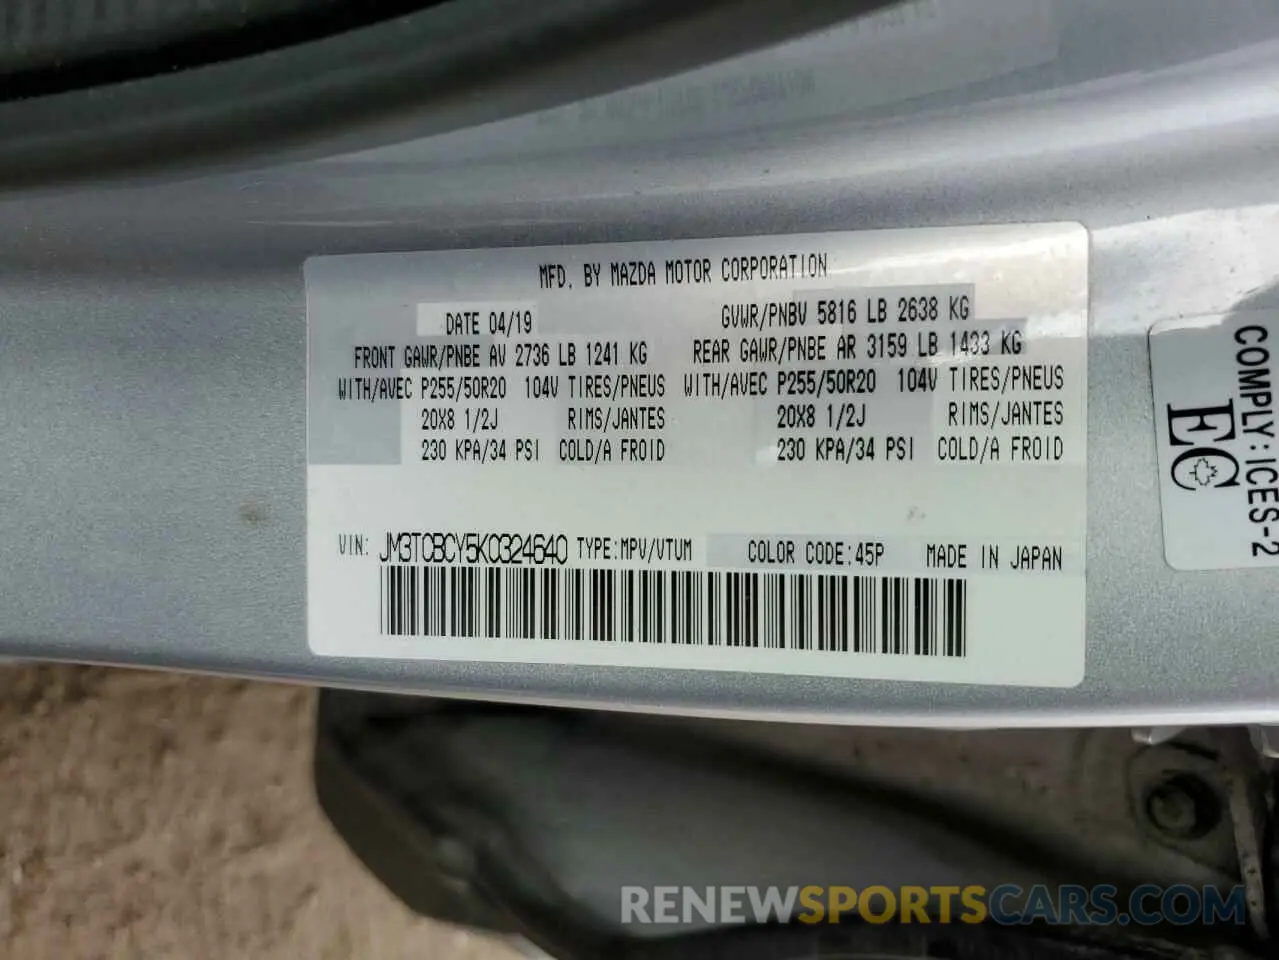 MFD. BY MAZDA MOTOR CORPORATION
DATE 04/19 GVWR/PNBV 5816 LB 2638 KG
FRONT GAWR/PNBE AV 2736 LB 1241 KG REAR GAWR/PNBE AR 3159 LB 1433 KG
WITH/AVEC P255/50R20 104V TIRES/PNEUS WITH/AVEC P255/50R20 104V TIRES/PNEUS
20X8 1/2J RIMS/JANTES 20X8 1/2J RIMS/JANTES
230 KPA/34 PSI COLD/A FROID 230 KPA/34 PSI COLD/A FROID
VIN: JM3TCBCY5K0324640 TYPE:MPV/VTUM COLOR CODE:45P MADE IN JAPAN
COMPLY: ICES-2
EC
RENEWSPORTSCARS.COM